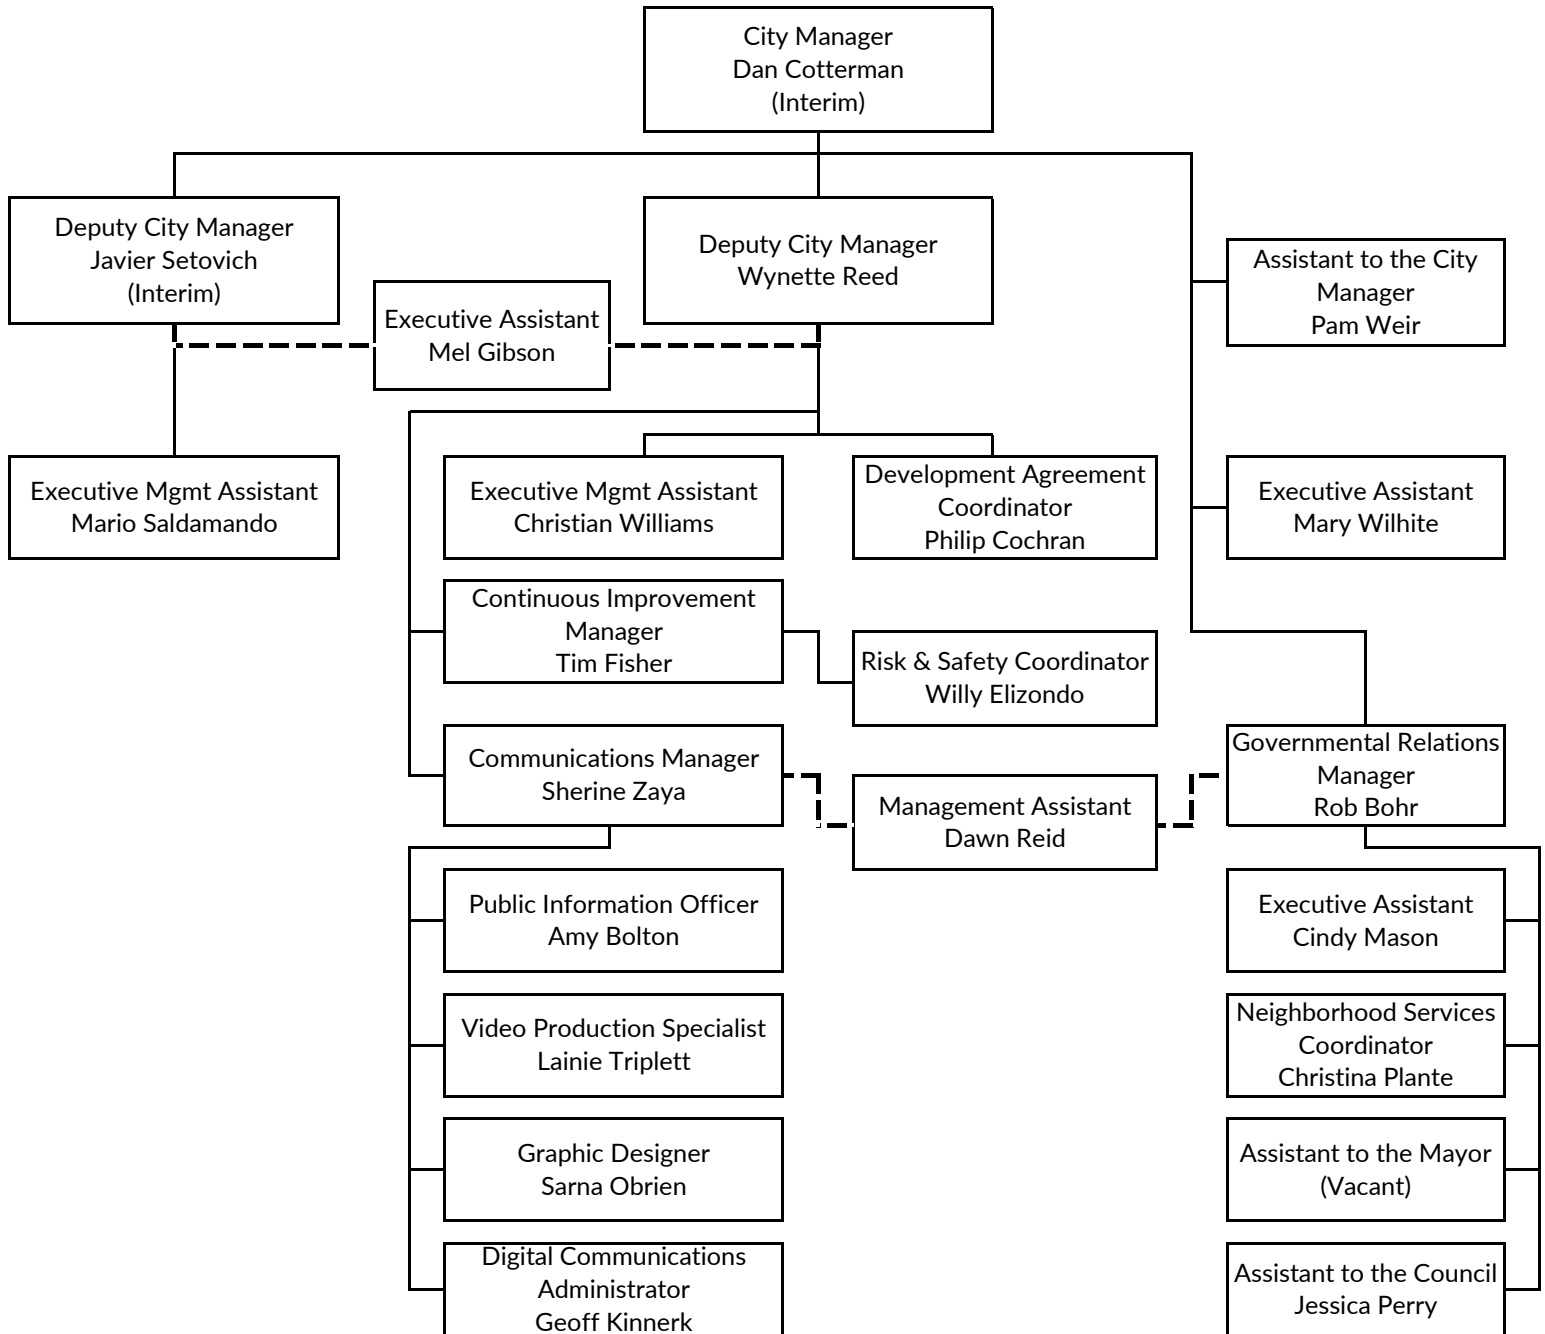 City Manager
Dan Cotterman
(Interim)
Deputy City Manager
Javier Setovich
(Interim)
Deputy City Manager
Wynette Reed
Assistant to the City
Manager
Pam Weir
Executive Assistant
Mel Gibson
Executive Mgmt Assistant
Mario Saldamando
Executive Mgmt Assistant
Christian Williams
Development Agreement
Coordinator
Philip Cochran
Executive Assistant
Mary Wilhite
Continuous Improvement
Manager
Tim Fisher
Risk & Safety Coordinator
Willy Elizondo
Communications Manager
Sherine Zaya
Management Assistant
Dawn Reid
Governmental Relations
Manager
Rob Bohr
Public Information Officer
Amy Bolton
Executive Assistant
Cindy Mason
Video Production Specialist
Lainie Triplett
Neighborhood Services
Coordinator
Christina Plante
Graphic Designer
Sarna Obrien
Assistant to the Mayor
(Vacant)
Digital Communications
Administrator
Geoff Kinnerk
Assistant to the Council
Jessica Perry